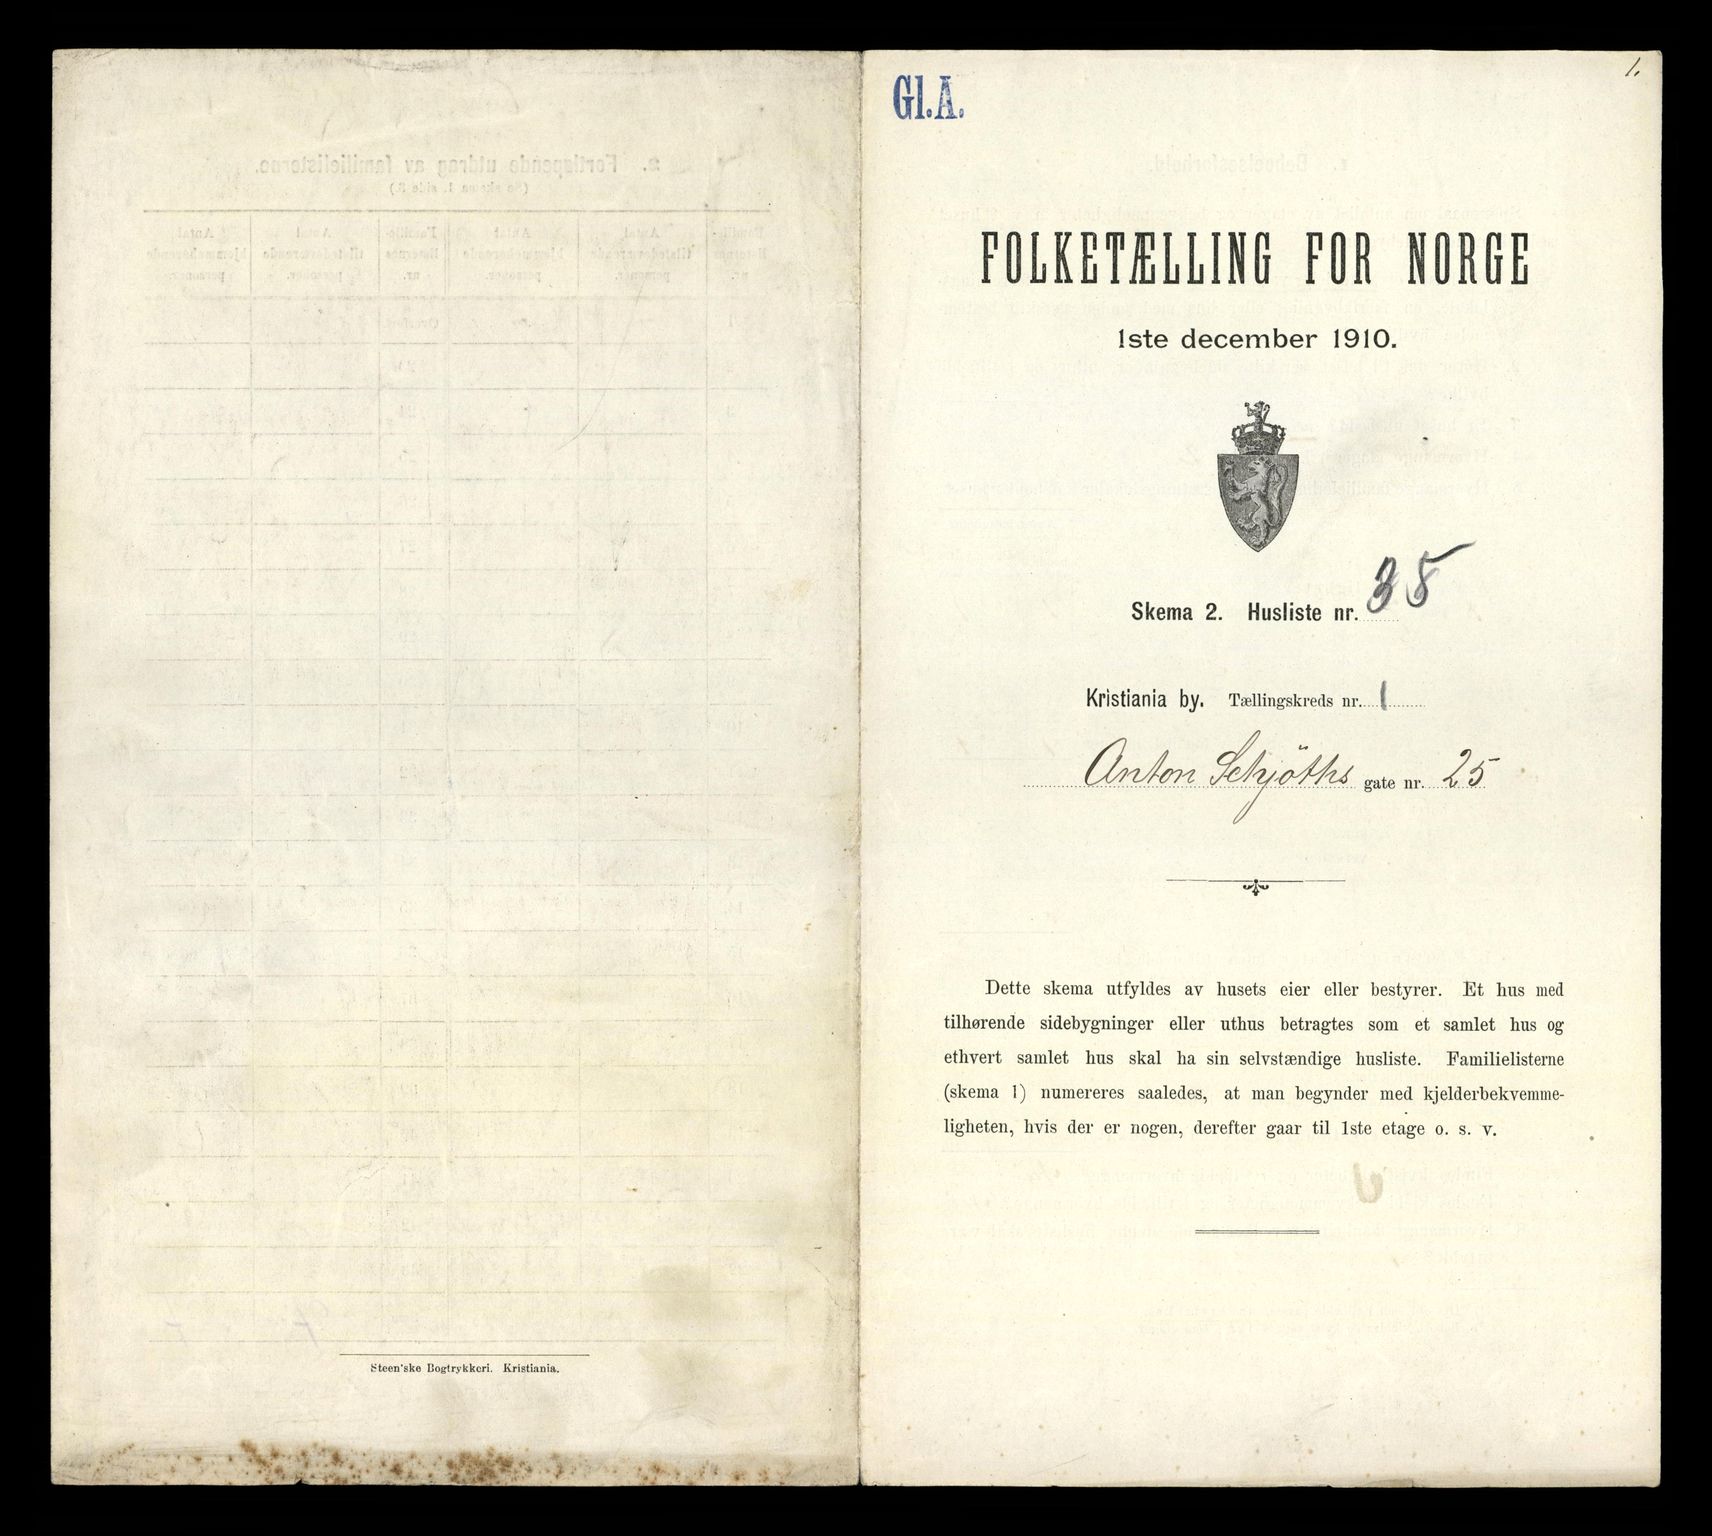 Steen'ske Bogtrykkeri. Kristiania.
1.
Gl. A.
FOLKETÆLLING FOR NORGE
1ste december 1910.
Skema 2. Husliste nr. 35
Kristiania by. Tællingskreds nr. 1
Anton Schjöths gate nr. 25
Dette skema utfyldes av husets eier eller bestyrer. Et hus med
tilhørende sidebygninger eller uthus betragtes som et samlet hus og
ethvert samlet hus skal ha sin selvstændige husliste. Familielisterne
(skema 1) numereres saaledes, at man begynder med kjelderbekvemme-
ligheten, hvis der er nogen, derefter gaar til 1ste etage o. s. v.